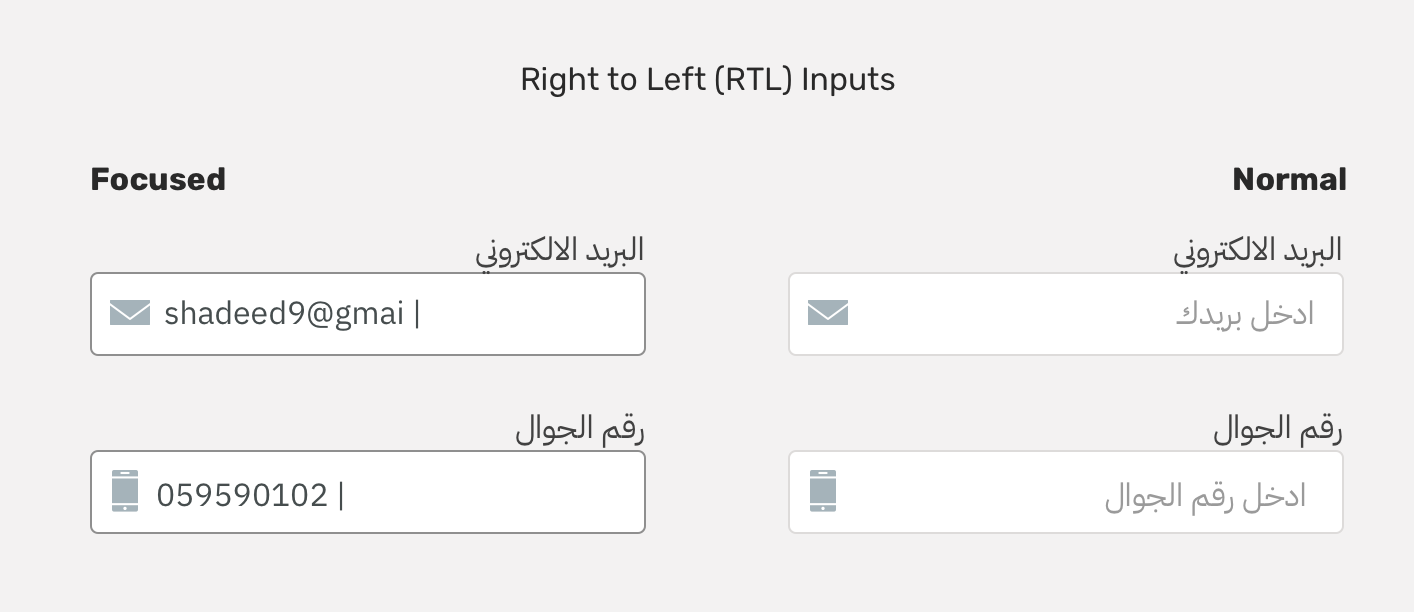 Right to Left (RTL) Inputs
Focused
Normal
البريد الالكتروني
shadeed9@gmai |
رقم الجوال
059590102 |
البريد الالكتروني
ادخل بريدك
رقم الجوال
ادخل رقم الجوال